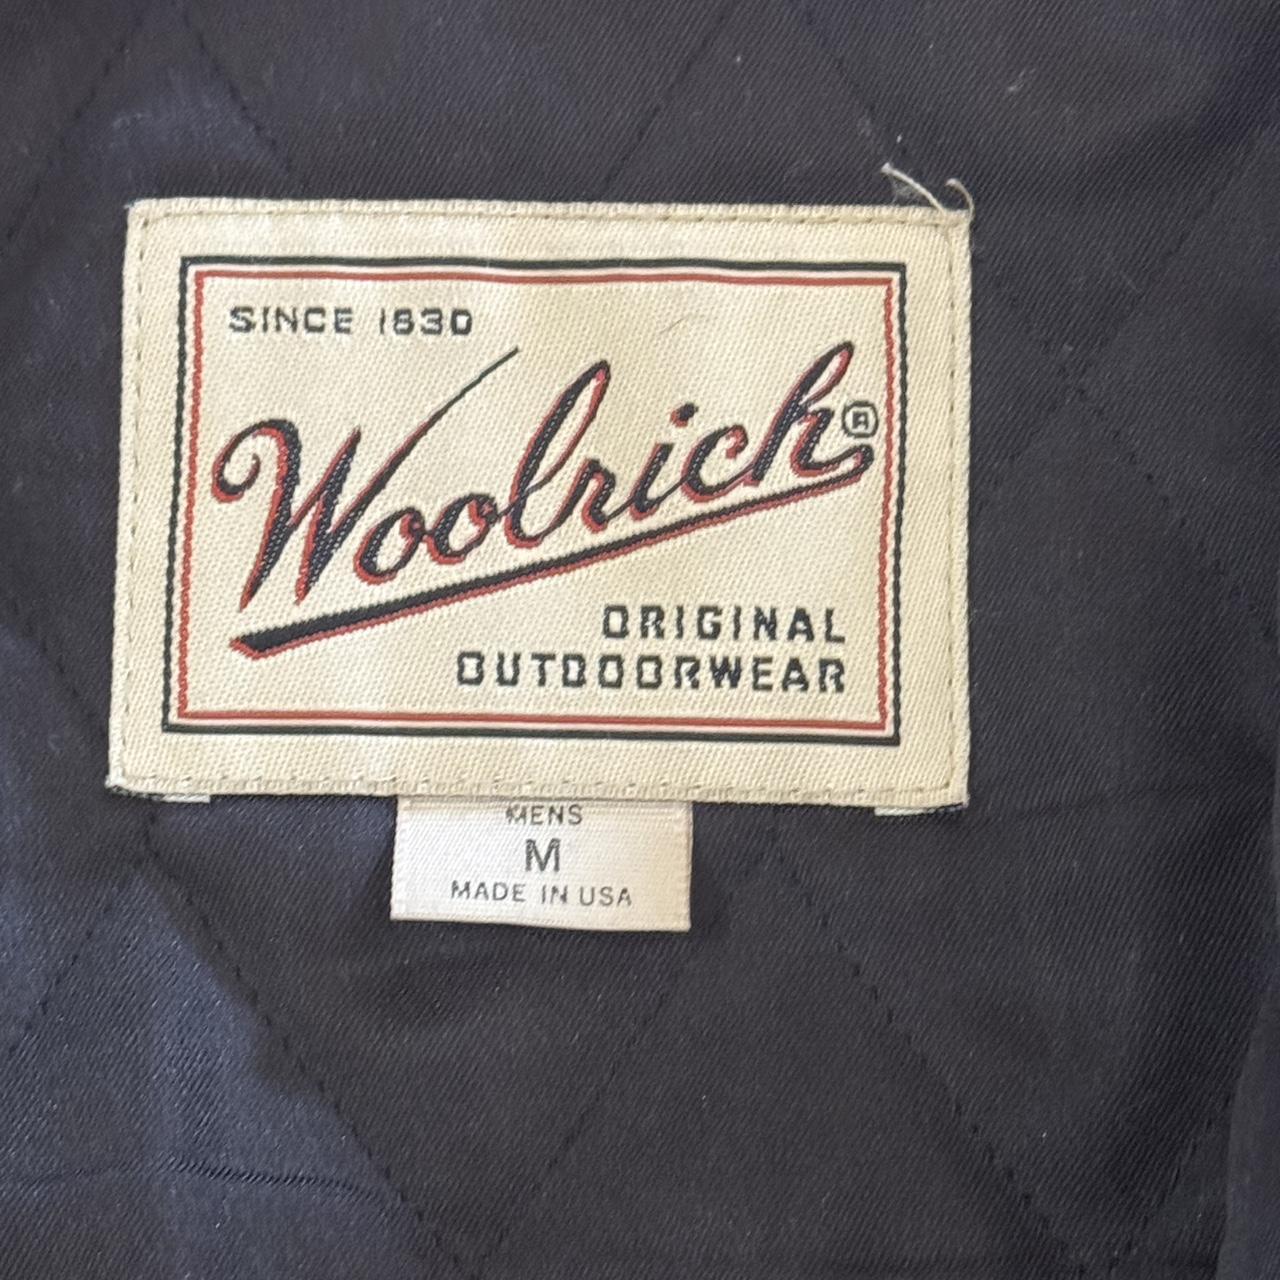 SINCE 1830
Woolrich®
ORIGINAL
OUTDOORWEAR
MENS
M
MADE IN USA